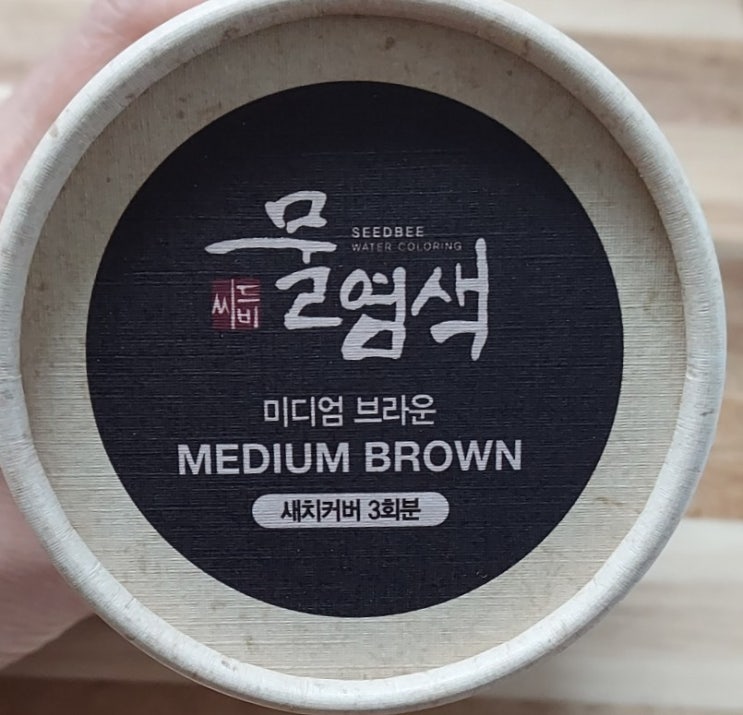 물염색
SEEDBEE
WATER COLORING
씨드비
미디엄 브라운
MEDIUM BROWN
새치커버 3회분